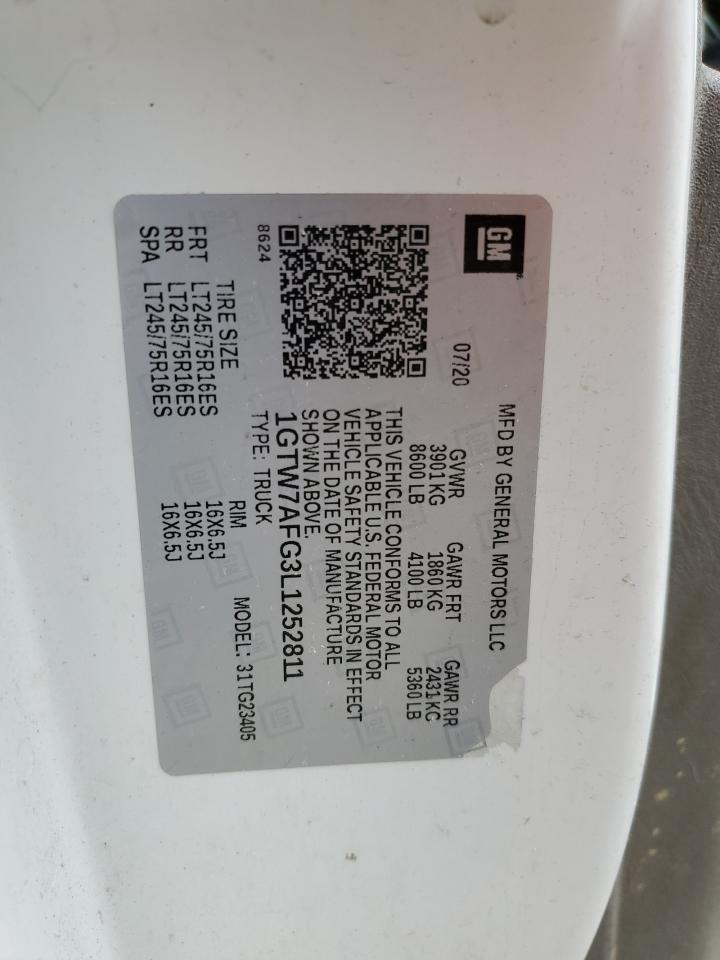 GM
MFD BY GENERAL MOTORS LLC
07/20
GVWR GAWR FRT GAWR RR
3901 KG 1860 KG 2431 KG
8600 LB 4100 LB 5360 LB
THIS VEHICLE CONFORMS TO ALL
APPLICABLE U.S. FEDERAL MOTOR
VEHICLE SAFETY STANDARDS IN EFFECT
ON THE DATE OF MANUFACTURE
SHOWN ABOVE.
1GTW7AFG3L1252811
8624
TYPE: TRUCK
MODEL: 31TG23405
TIRE SIZE RIM
FRT LT245/75R16ES 16X6.5J
RR LT245/75R16ES 16X6.5J
SPA LT245/75R16ES 16X6.5J